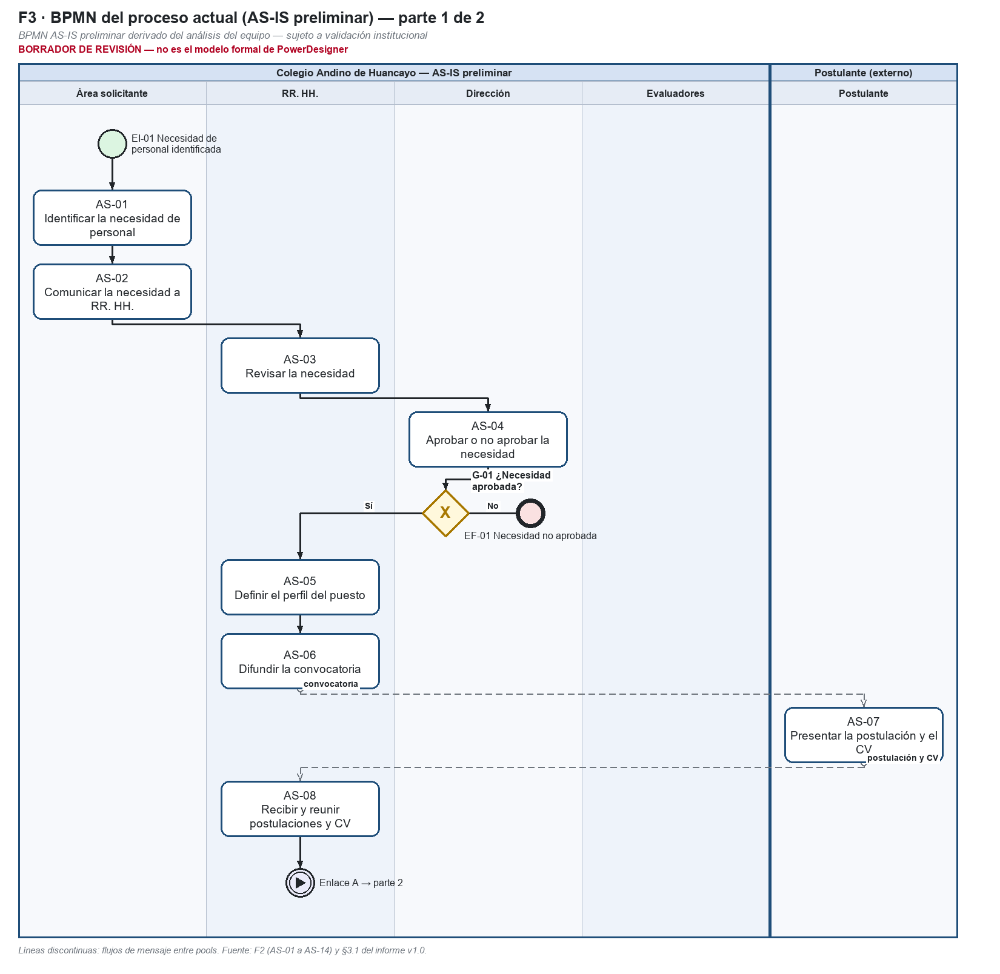 F3 · BPMN del proceso actual (AS-IS preliminar) — parte 1 de 2
BPMN AS-IS preliminar derivado del análisis del equipo — sujeto a validación institucional
BORRADOR DE REVISIÓN — no es el modelo formal de PowerDesigner
Colegio Andino de Huancayo — AS-IS preliminar
Postulante (externo)
Área solicitante
RR. HH.
Dirección
Evaluadores
Postulante
EI-01 Necesidad de
personal identificada
AS-01
Identificar la necesidad de
personal
AS-02
Comunicar la necesidad a
RR. HH.
AS-03
Revisar la necesidad
AS-04
Aprobar o no aprobar la
necesidad
G-01 ¿Necesidad
aprobada?
Sí
X
No
EF-01 Necesidad no aprobada
AS-05
Definir el perfil del puesto
AS-06
Difundir la convocatoria
convocatoria
AS-07
Presentar la postulación y el
CV
postulación y CV
AS-08
Recibir y reunir
postulaciones y CV
Enlace A → parte 2
Líneas discontinuas: flujos de mensaje entre pools. Fuente: F2 (AS-01 a AS-14) y §3.1 del informe v1.0.